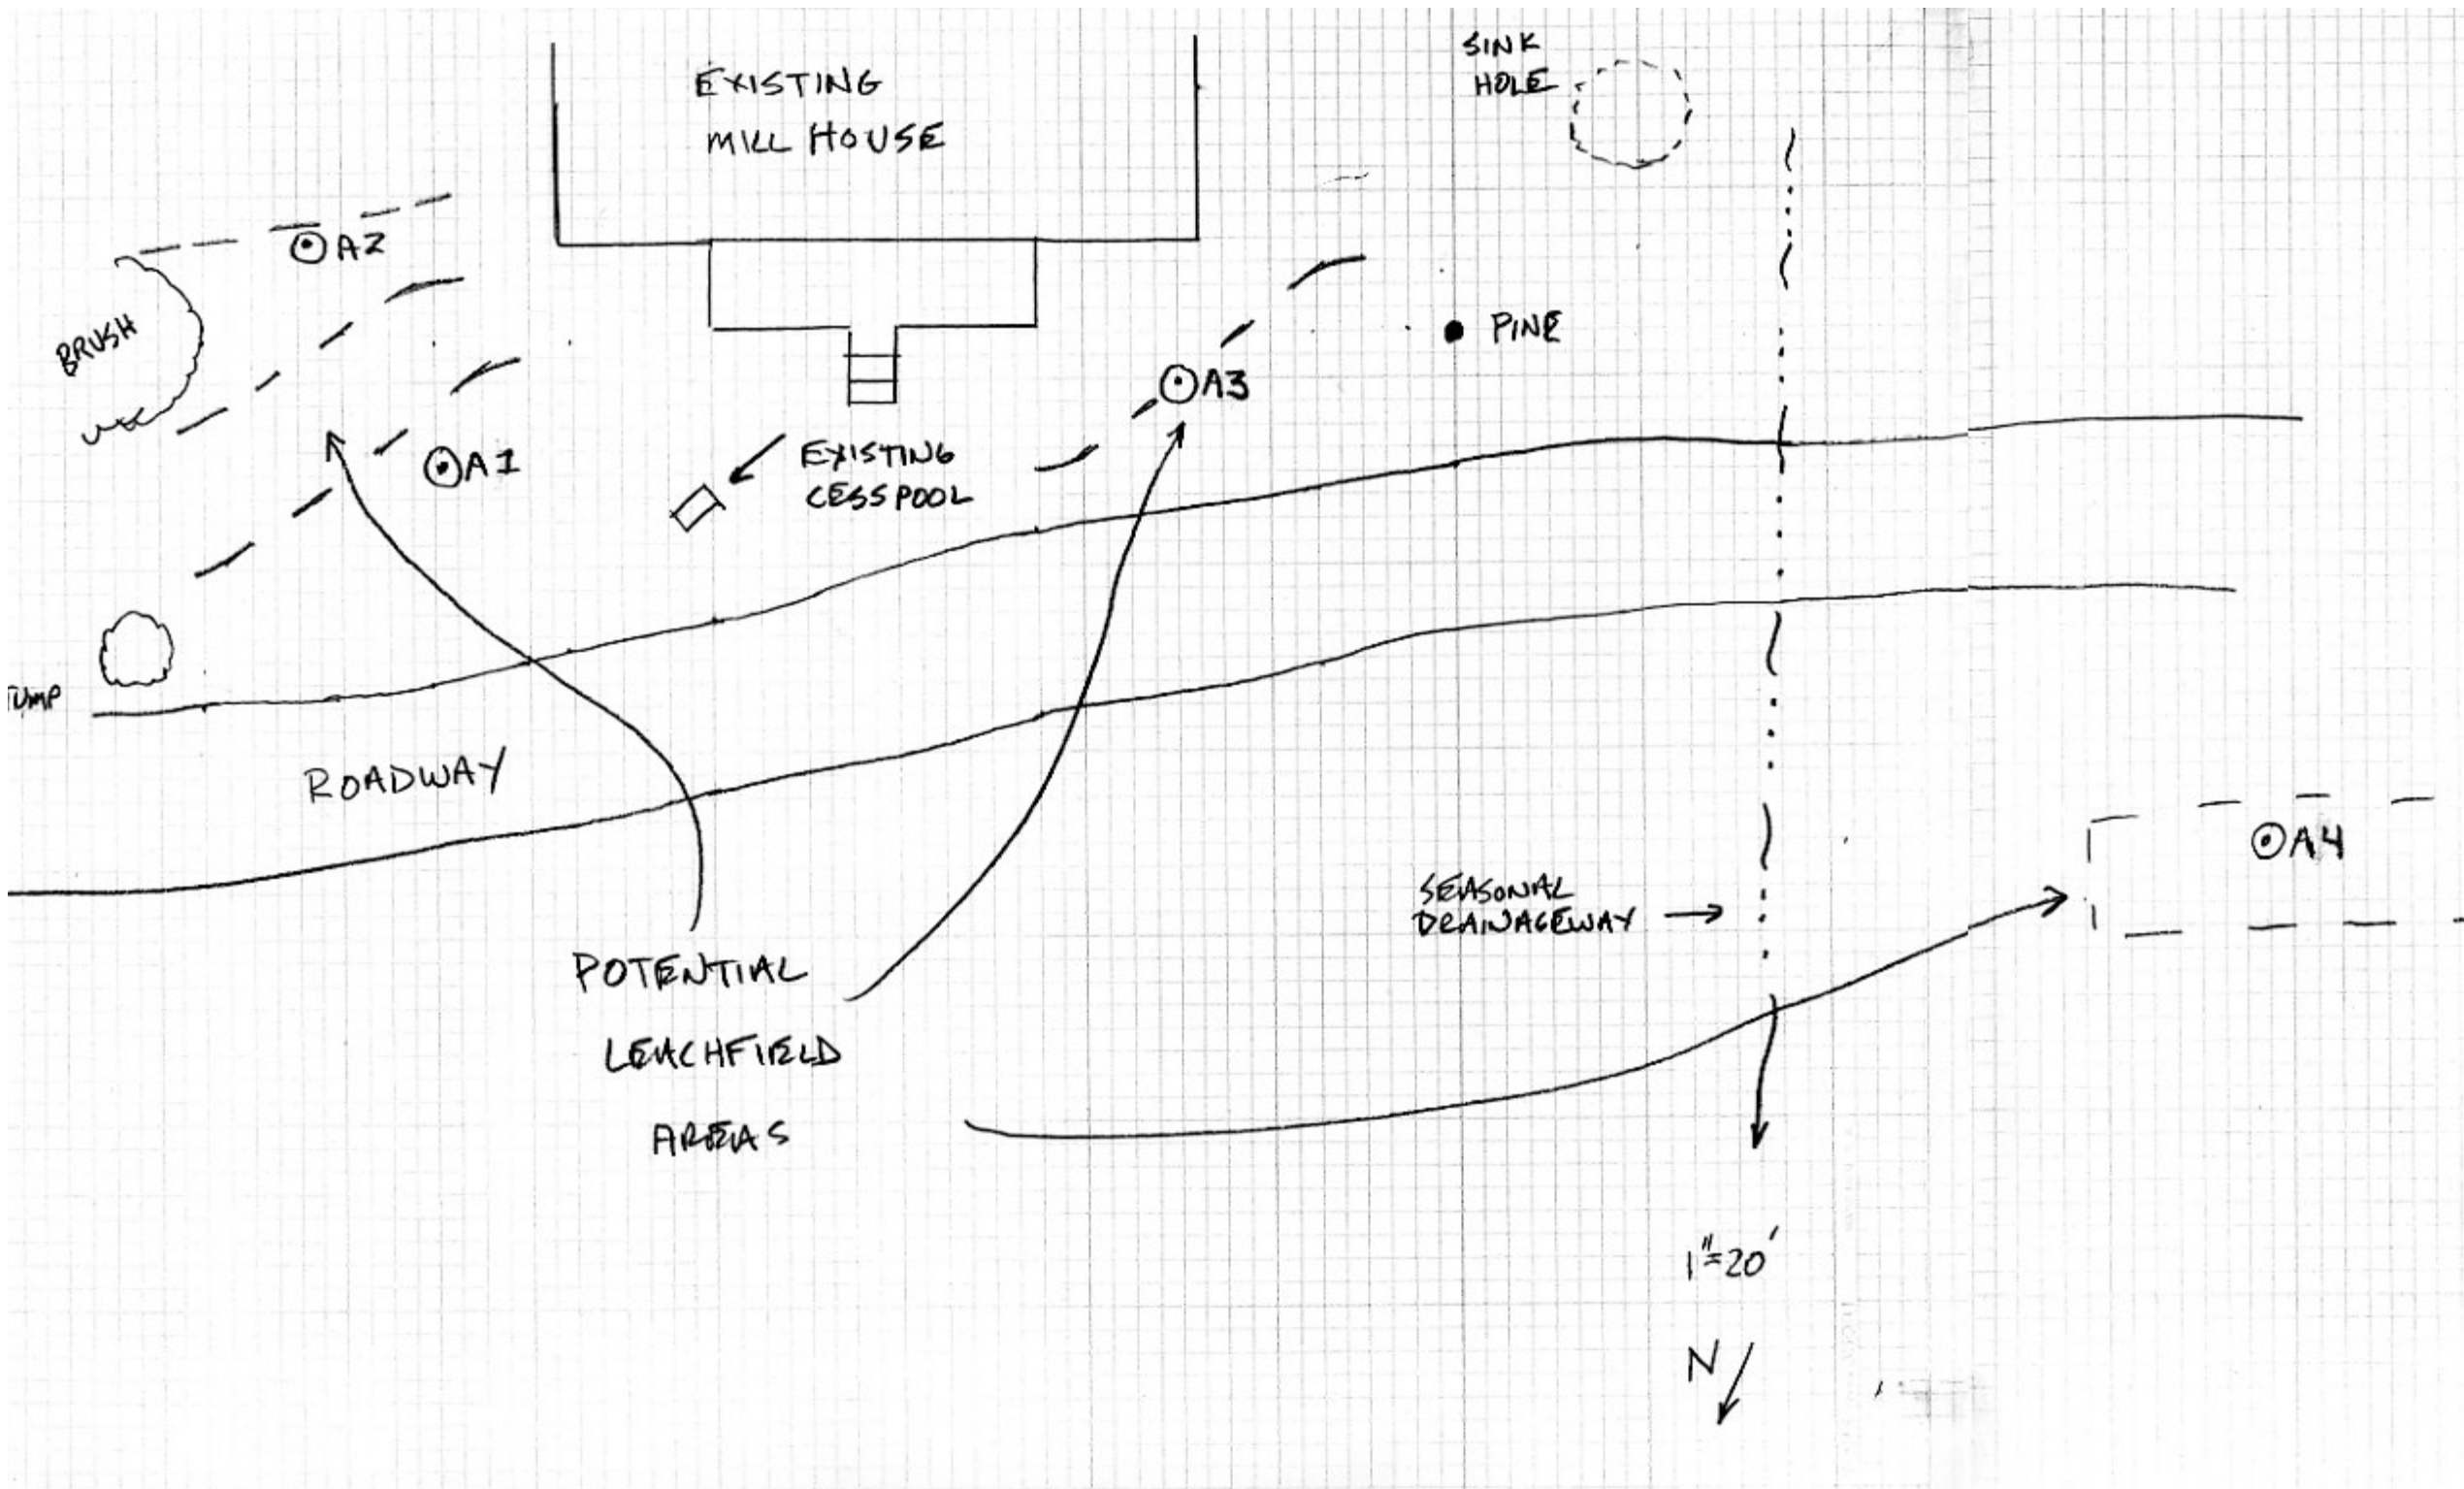 EXISTING
MILL HOUSE
SINK
HOLE
A2
BRUSH
PINE
A3
A1
EXISTING
CESSPOOL
TUMP
ROADWAY
A4
SEASONAL
DRAINAGEWAY
POTENTIAL
LEACHFIELD
AREAS
1"=20'
N